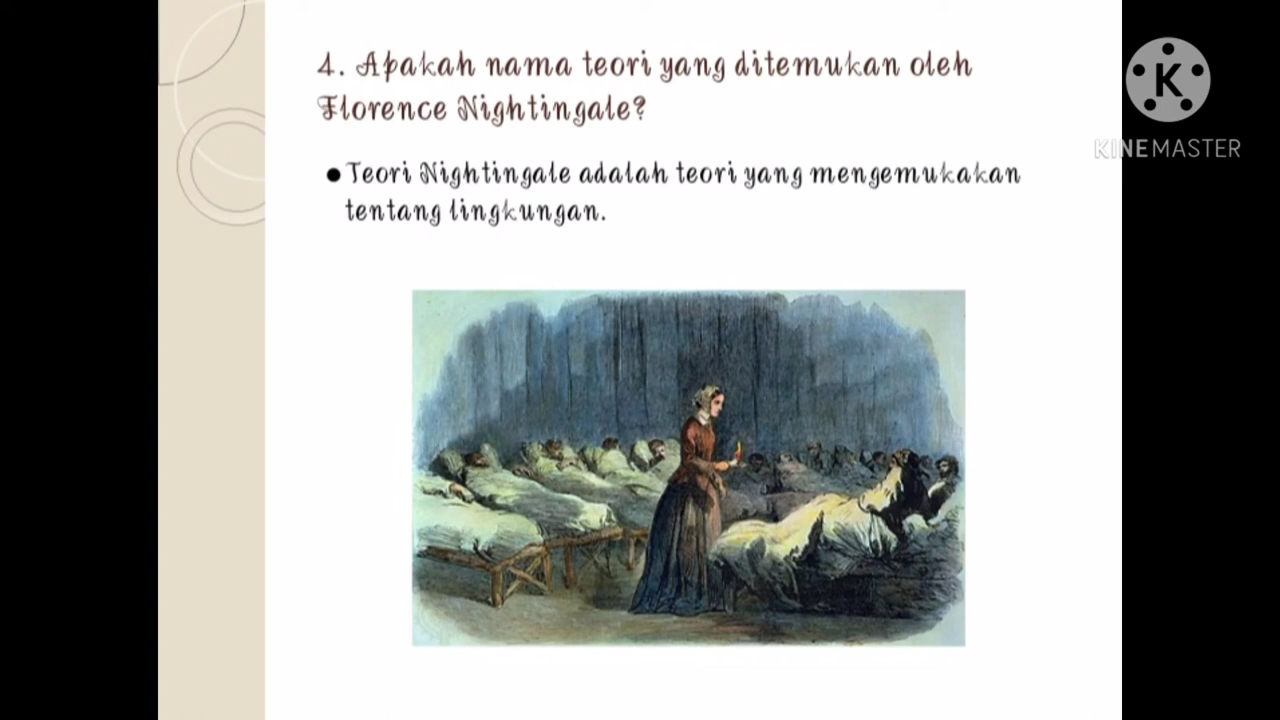 4. Apakah nama teori yang ditemukan oleh
Florence Nightingale?
• Teori Nightingale adalah teori yang mengemukakan
tentang lingkungan.
K
KINEMASTER